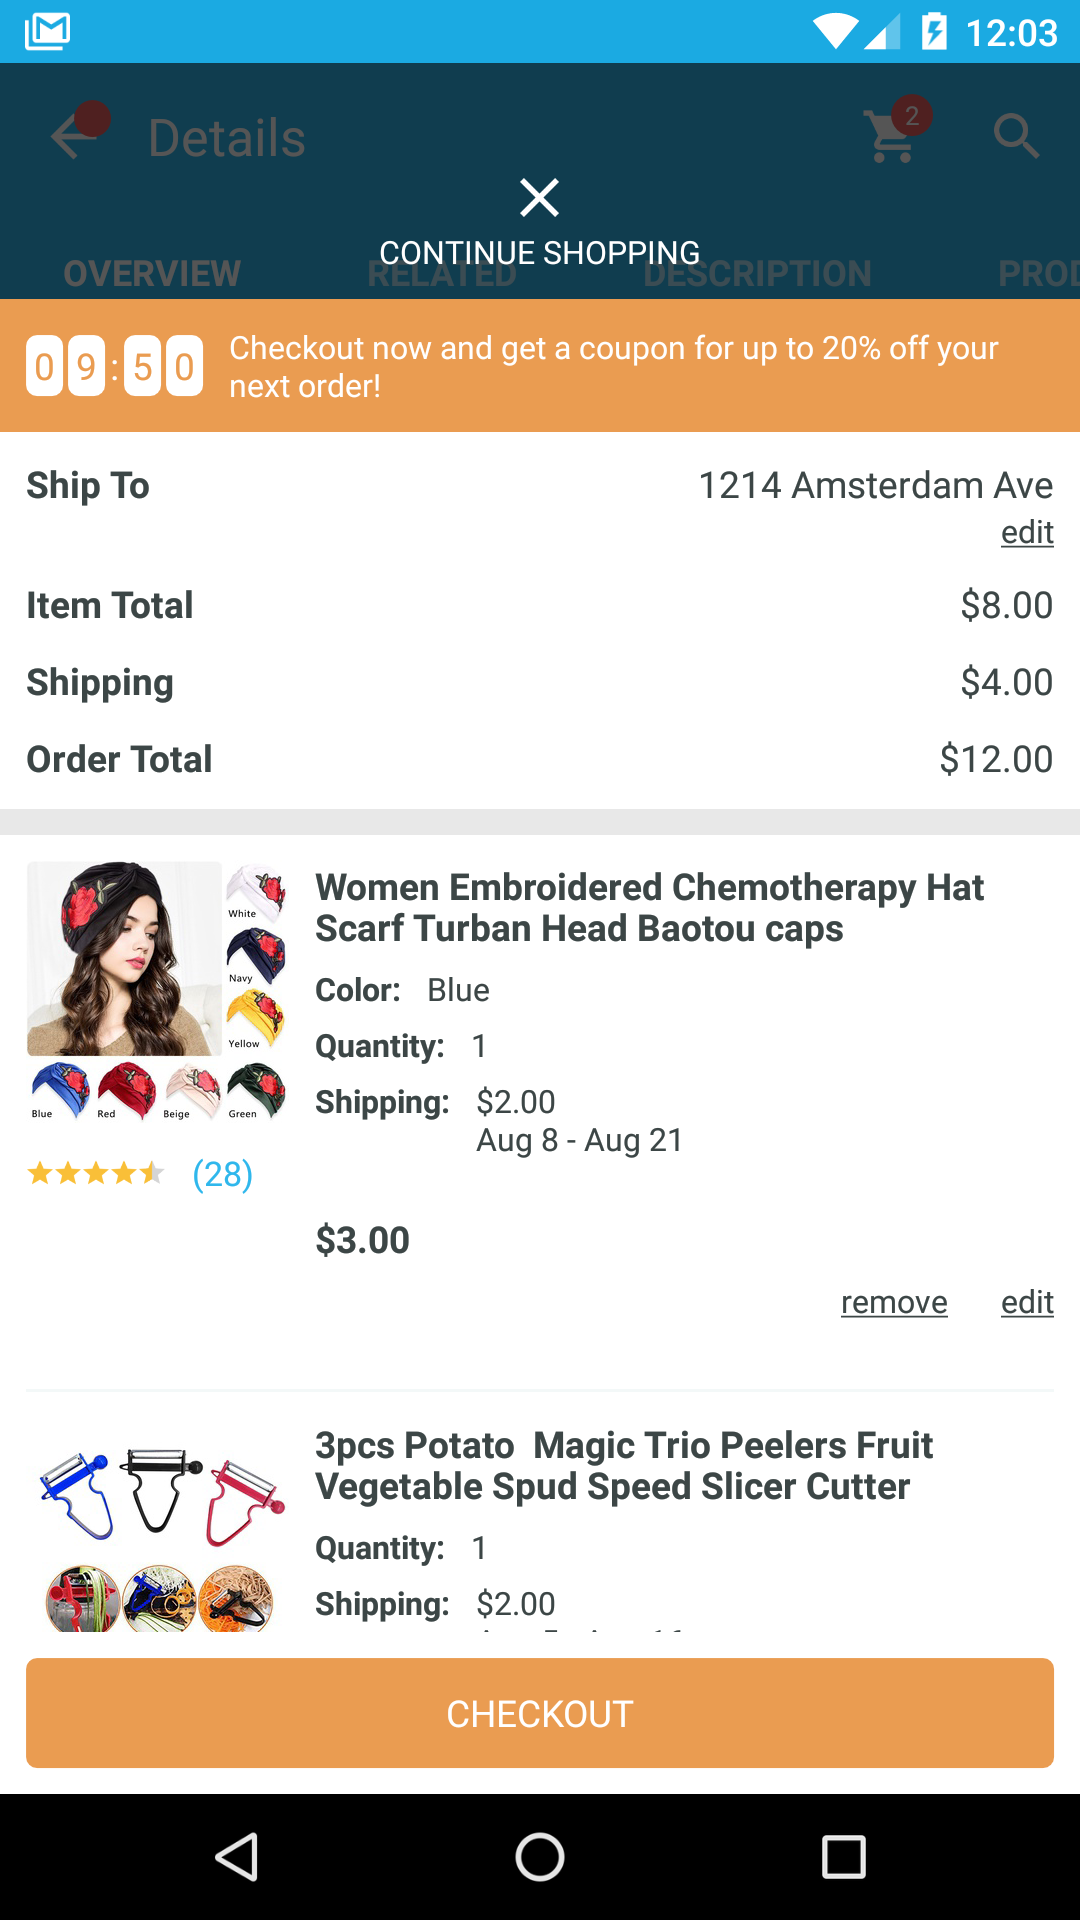 12:03
Details
2
CONTINUE SHOPPING
OVERVIEW RELATED DESCRIPTION
09:50
Checkout now and get a coupon for up to 20% off your
next order!
Ship To 1214 Amsterdam Ave
edit
Item Total $8.00
Shipping $4.00
Order Total $12.00
White
Navy
Yellow
Blue Red Beige Green
(28)
Women Embroidered Chemotherapy Hat
Scarf Turban Head Baotou caps
Color: Blue
Quantity: 1
Shipping: $2.00
Aug 8 - Aug 21
$3.00
remove edit
3pcs Potato  Magic Trio Peelers Fruit
Vegetable Spud Speed Slicer Cutter
Quantity: 1
Shipping: $2.00
CHECKOUT